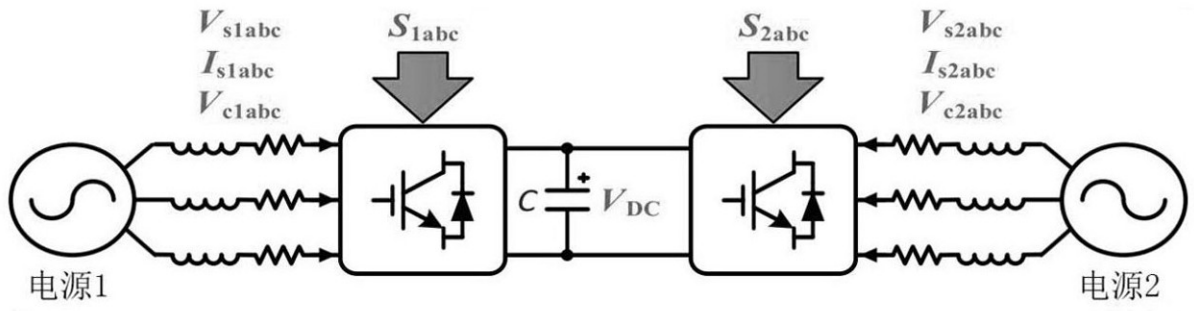 Vs1abc
Is1abc
Vc1abc
S1abc
S2abc
Vs2abc
Is2abc
Vc2abc
C
+
VDC
电源1
电源2